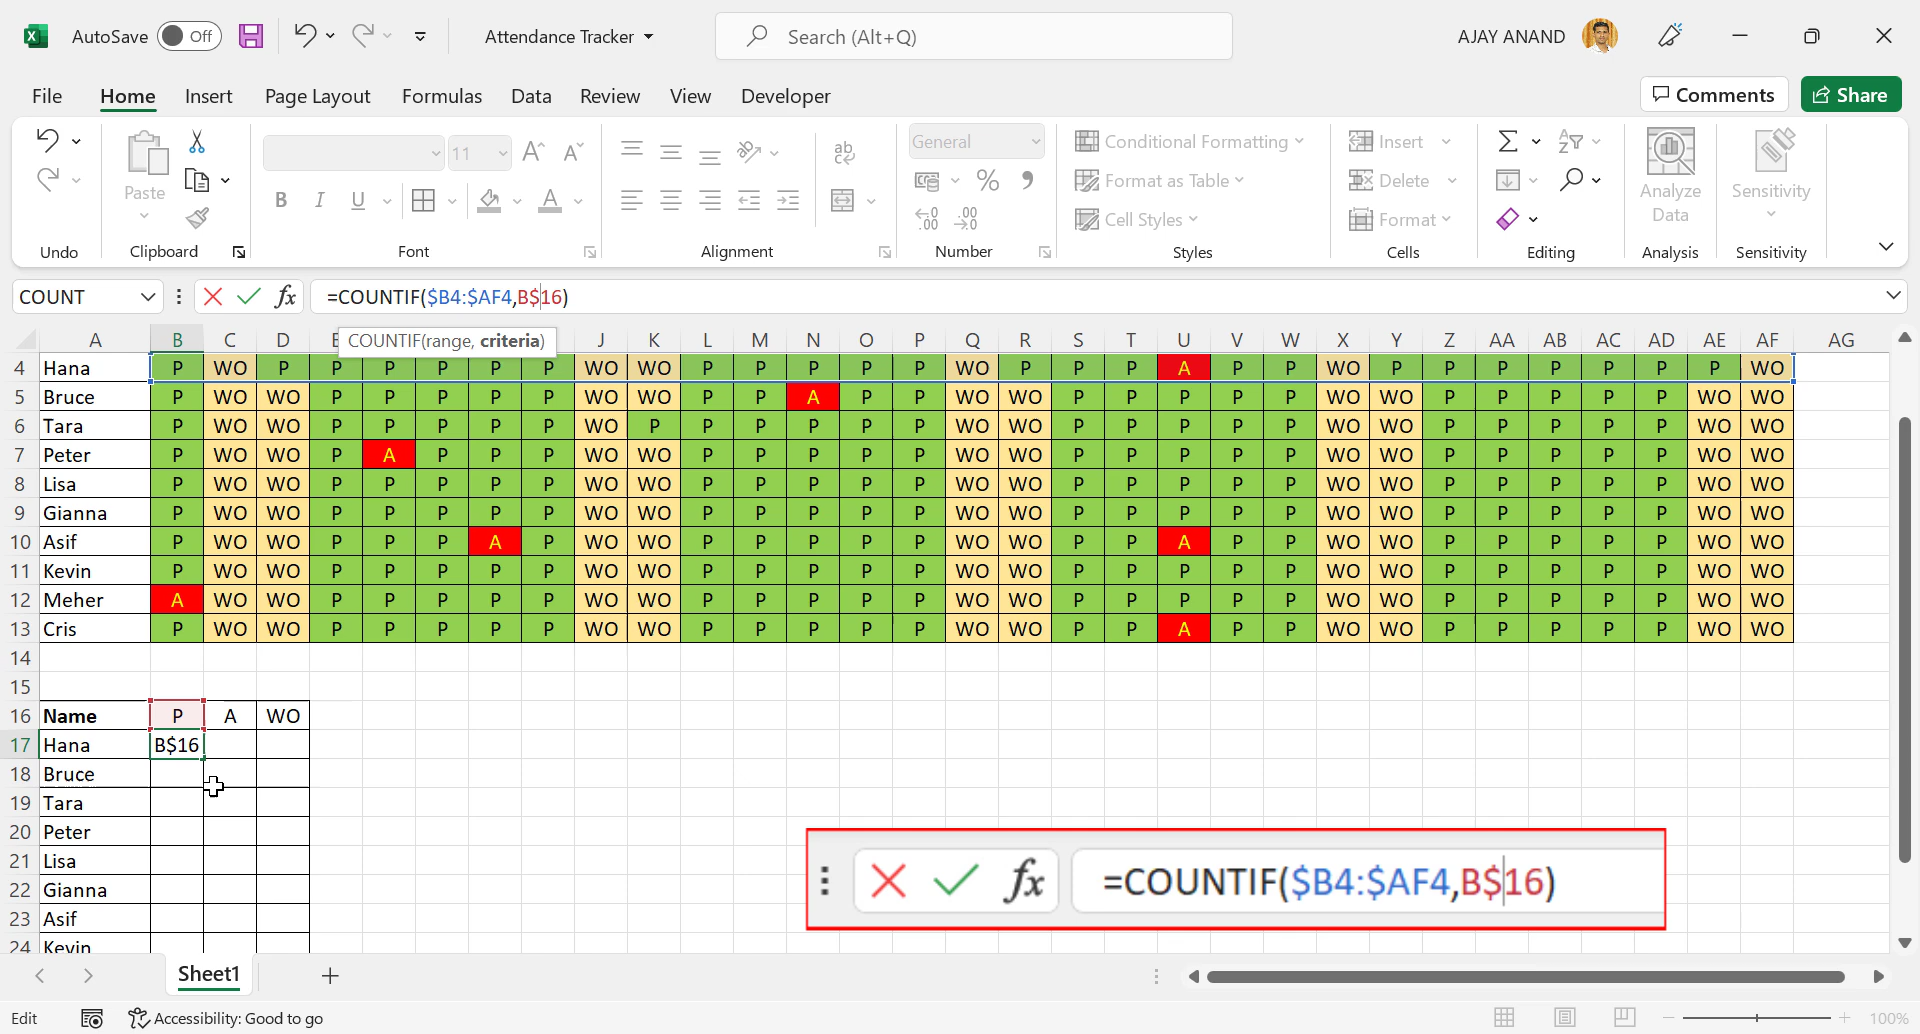 AutoSave Off Attendance Tracker Search (Alt+Q) AJAY ANAND
File Home Insert Page Layout Formulas Data Review View Developer Comments Share
Paste 11 General Conditional Formatting Insert
Format as Table Delete Analyze Data Sensitivity
Cell Styles Format
Undo Clipboard Font Alignment Number Styles Cells Editing Analysis Sensitivity
COUNT fx =COUNTIF($B4:$AF4,B$16)
COUNTIF(range, criteria)
A B C D E J K L M N O P Q R S T U V W X Y Z AA AB AC AD AE AF AG
4 Hana P WO P P P P P P WO WO P P P P P WO P P P A P P WO P P P P P P P WO
5 Bruce P WO WO P P P P P WO WO P P A P P WO WO P P P P P WO WO P P P P P WO WO
6 Tara P WO WO P P P P P WO P P P P P P WO WO P P P P P WO WO P P P P P WO WO
7 Peter P WO WO P A P P P WO WO P P P P P WO WO P P P P P WO WO P P P P P WO WO
8 Lisa P WO WO P P P P P WO WO P P P P P WO WO P P P P P WO WO P P P P P WO WO
9 Gianna P WO WO P P P P P WO WO P P P P P WO WO P P P P P WO WO P P P P P WO WO
10 Asif P WO WO P P P A P WO WO P P P P P WO WO P P A P P WO WO P P P P P WO WO
11 Kevin P WO WO P P P P P WO WO P P P P P WO WO P P P P P WO WO P P P P P WO WO
12 Meher A WO WO P P P P P WO WO P P P P P WO WO P P P P P WO WO P P P P P WO WO
13 Cris P WO WO P P P P P WO WO P P P P P WO WO P P A P P WO WO P P P P P WO WO
14
15
16 Name P A WO
17 Hana B$16
18 Bruce
19 Tara
20 Peter
21 Lisa
22 Gianna
23 Asif
24 Kevin
fx =COUNTIF($B4:$AF4,B$16)
Sheet1
Edit Accessibility: Good to go 100%